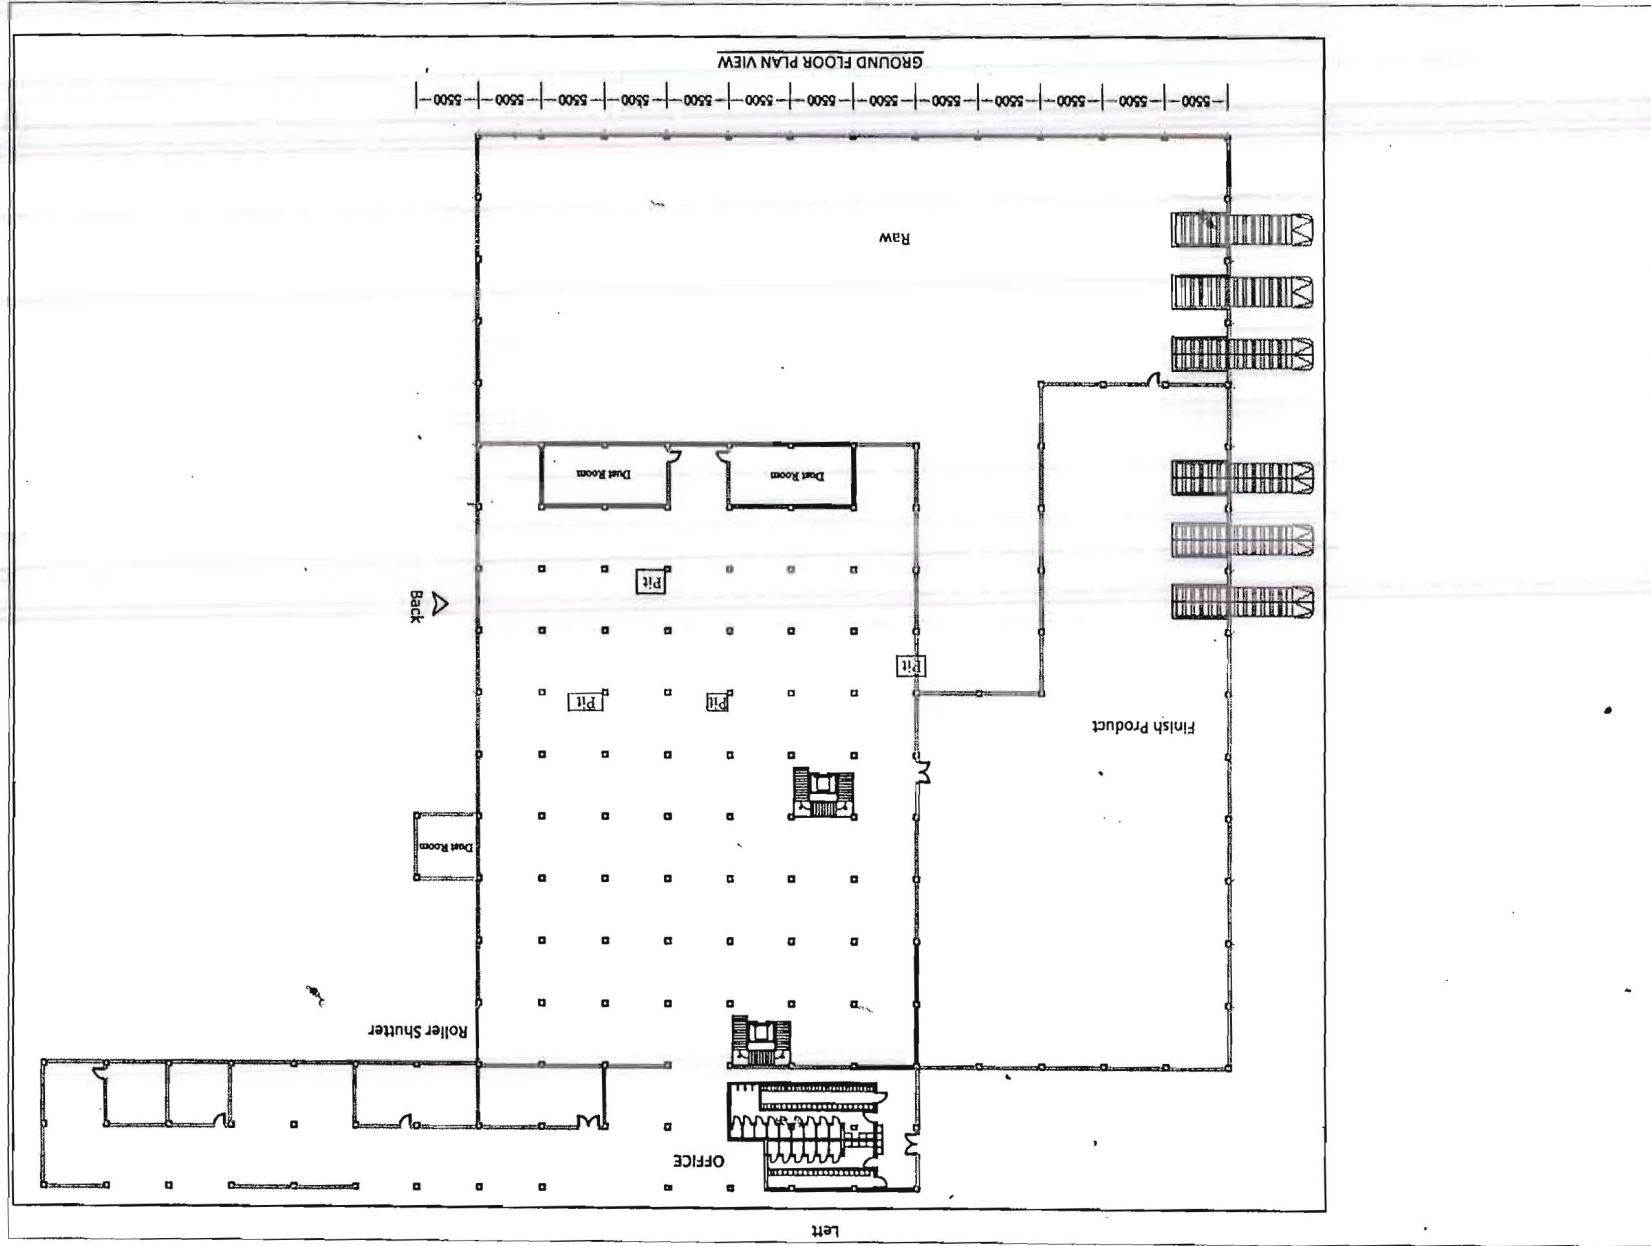 Left
OFFICE
Roller Shutter
Dust Room
Finish Product
Pit
Pit
Pit
Back
Pit
Dust Room
Dust Room
Raw
5500 5500 5500 5500 5500 5500 5500 5500 5500 5500 5500 5500 5500
GROUND FLOOR PLAN VIEW